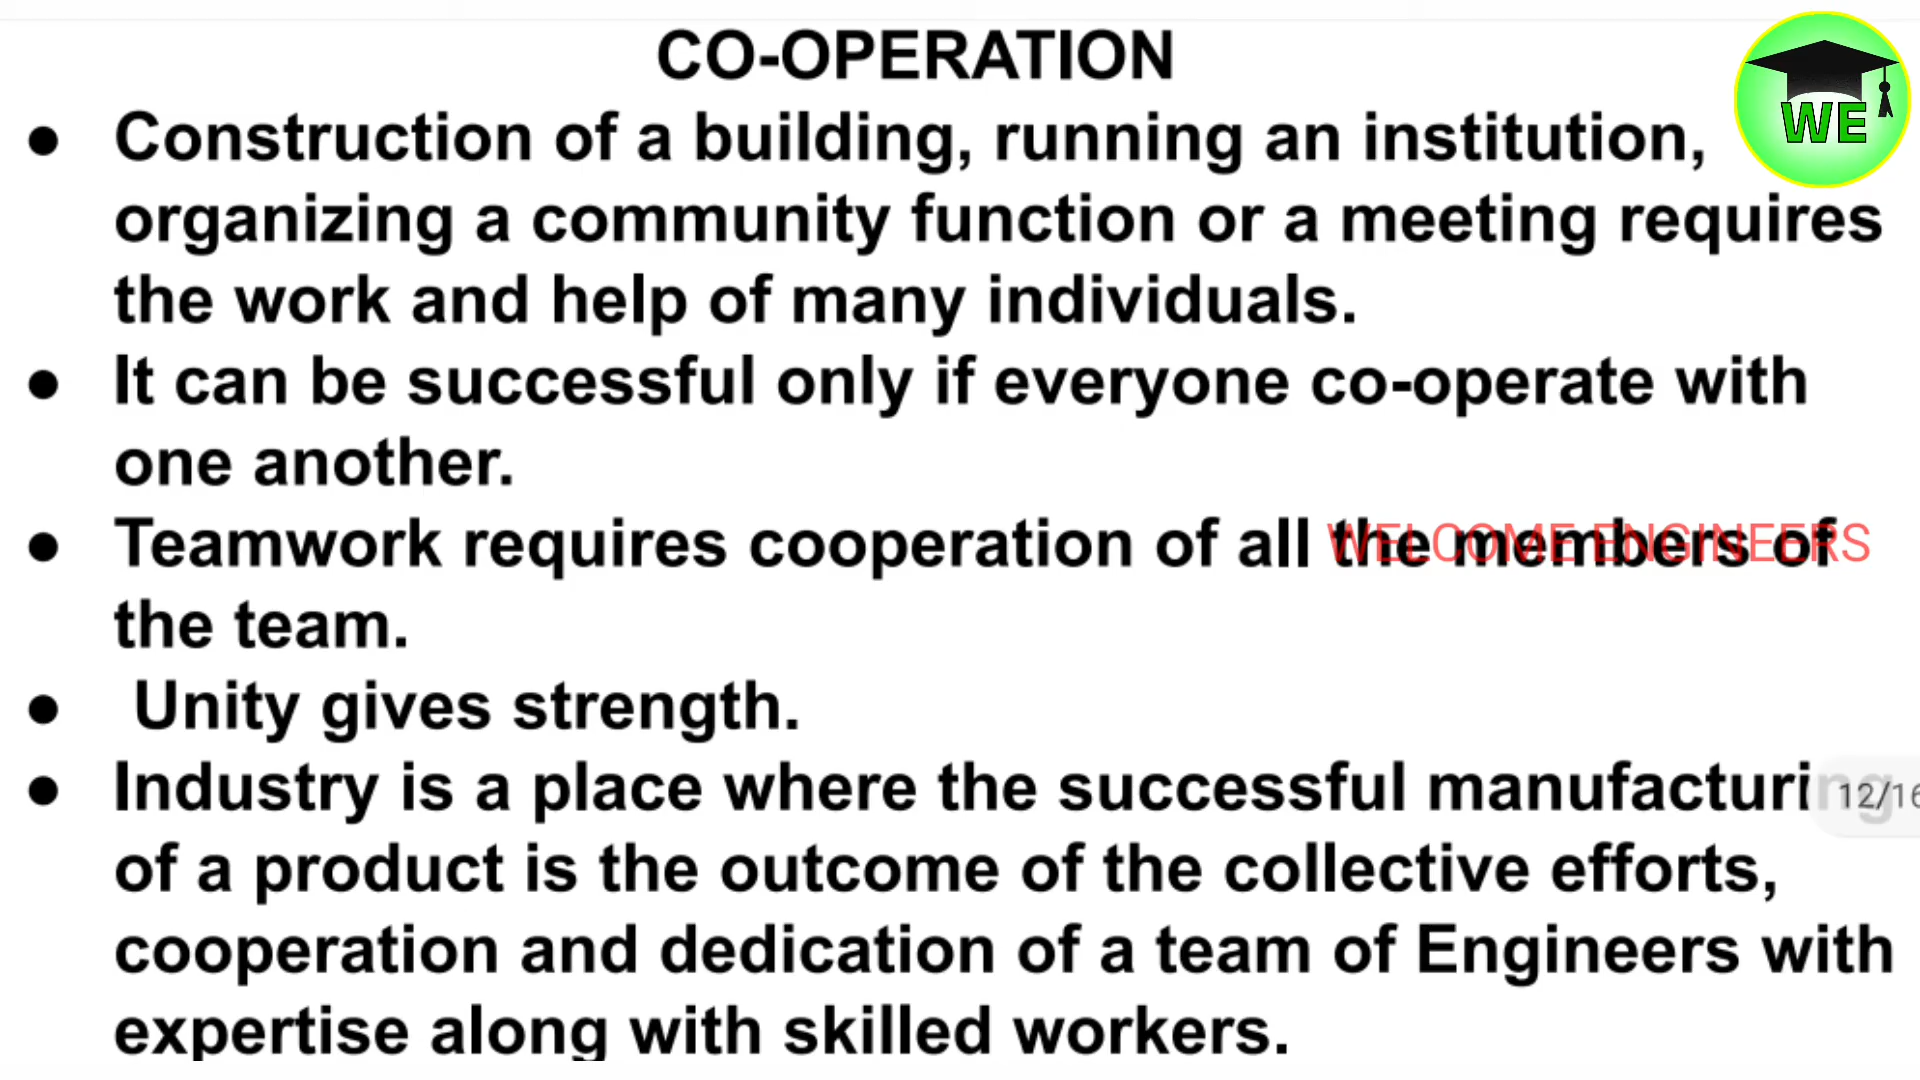 CO-OPERATION
WE
● Construction of a building, running an institution,
organizing a community function or a meeting requires
the work and help of many individuals.
● It can be successful only if everyone co-operate with
one another.
● Teamwork requires cooperation of all the members of
WELCOME ENGINEERS
the team.
● Unity gives strength.
● Industry is a place where the successful manufacturing
12/16
of a product is the outcome of the collective efforts,
cooperation and dedication of a team of Engineers with
expertise along with skilled workers.